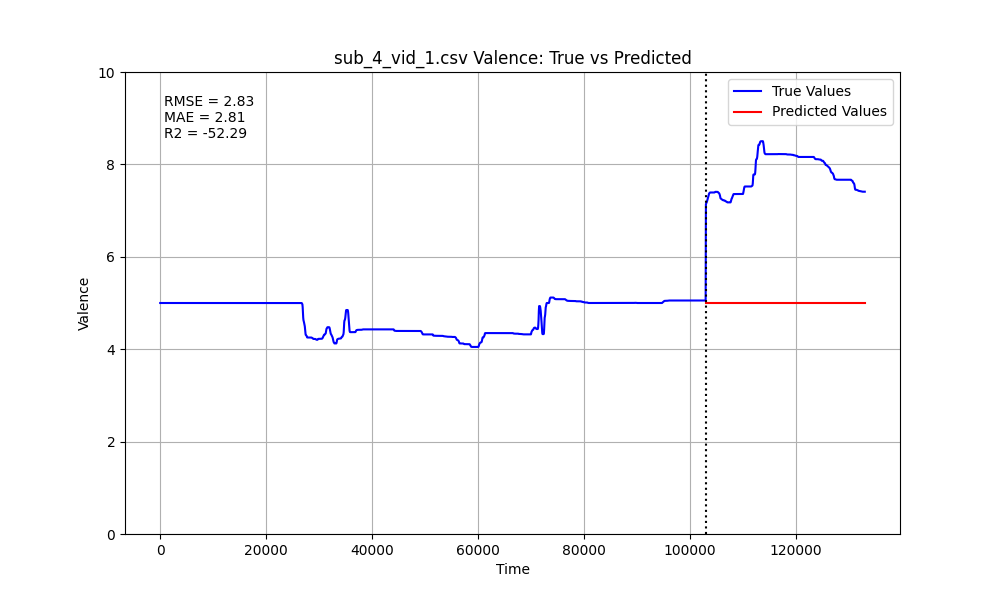 sub_4_vid_1.csv Valence: True vs Predicted
RMSE = 2.83
MAE = 2.81
R2 = -52.29
True Values
Predicted Values
Valence
10
8
6
4
2
0
0
20000
40000
60000
80000
100000
120000
Time